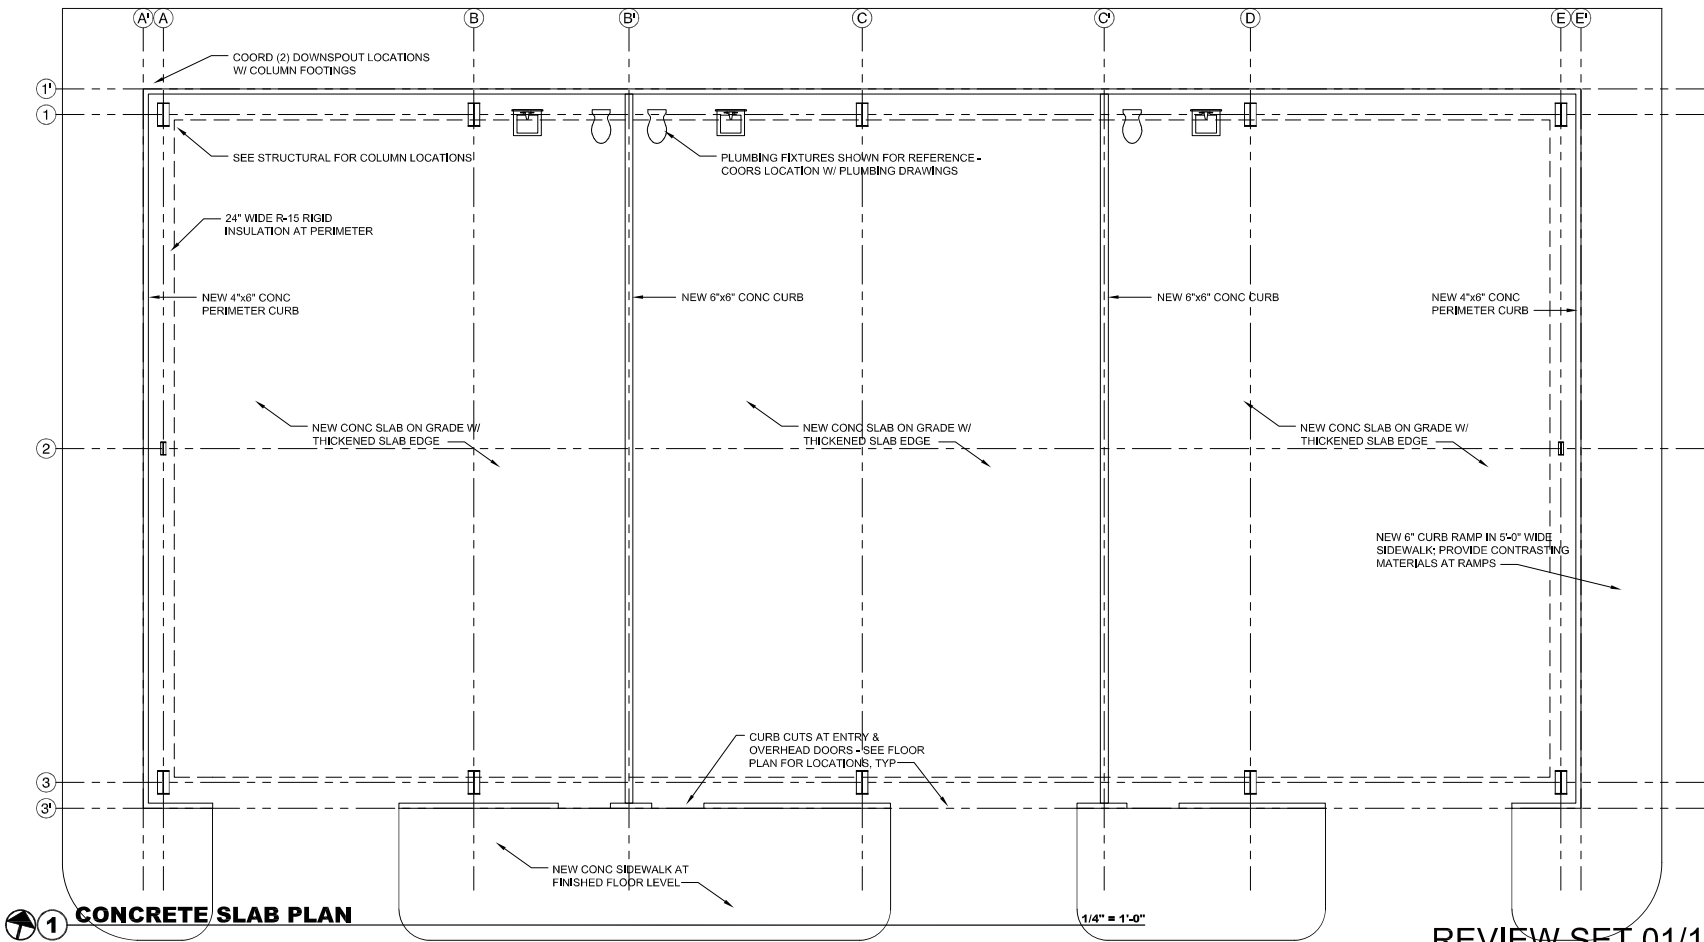 A' A B B' C C' D E E'
COORD (2) DOWNSPOUT LOCATIONS
W/ COLUMN FOOTINGS
1'
1
SEE STRUCTURAL FOR COLUMN LOCATIONS
PLUMBING FIXTURES SHOWN FOR REFERENCE -
COORS LOCATION W/ PLUMBING DRAWINGS
24" WIDE R-15 RIGID
INSULATION AT PERIMETER
NEW 4"x6" CONC
PERIMETER CURB
NEW 6"x6" CONC CURB
NEW 6"x6" CONC CURB
NEW 4"x6" CONC
PERIMETER CURB
NEW CONC SLAB ON GRADE W/
THICKENED SLAB EDGE
NEW CONC SLAB ON GRADE W/
THICKENED SLAB EDGE
NEW CONC SLAB ON GRADE W/
THICKENED SLAB EDGE
2
NEW 6" CURB RAMP IN 5'-0" WIDE
SIDEWALK; PROVIDE CONTRASTING
MATERIALS AT RAMPS
CURB CUTS AT ENTRY &
OVERHEAD DOORS - SEE FLOOR
PLAN FOR LOCATIONS, TYP
3
3'
NEW CONC SIDEWALK AT
FINISHED FLOOR LEVEL
1 CONCRETE SLAB PLAN
1/4" = 1'-0"
REVIEW SET 01/1